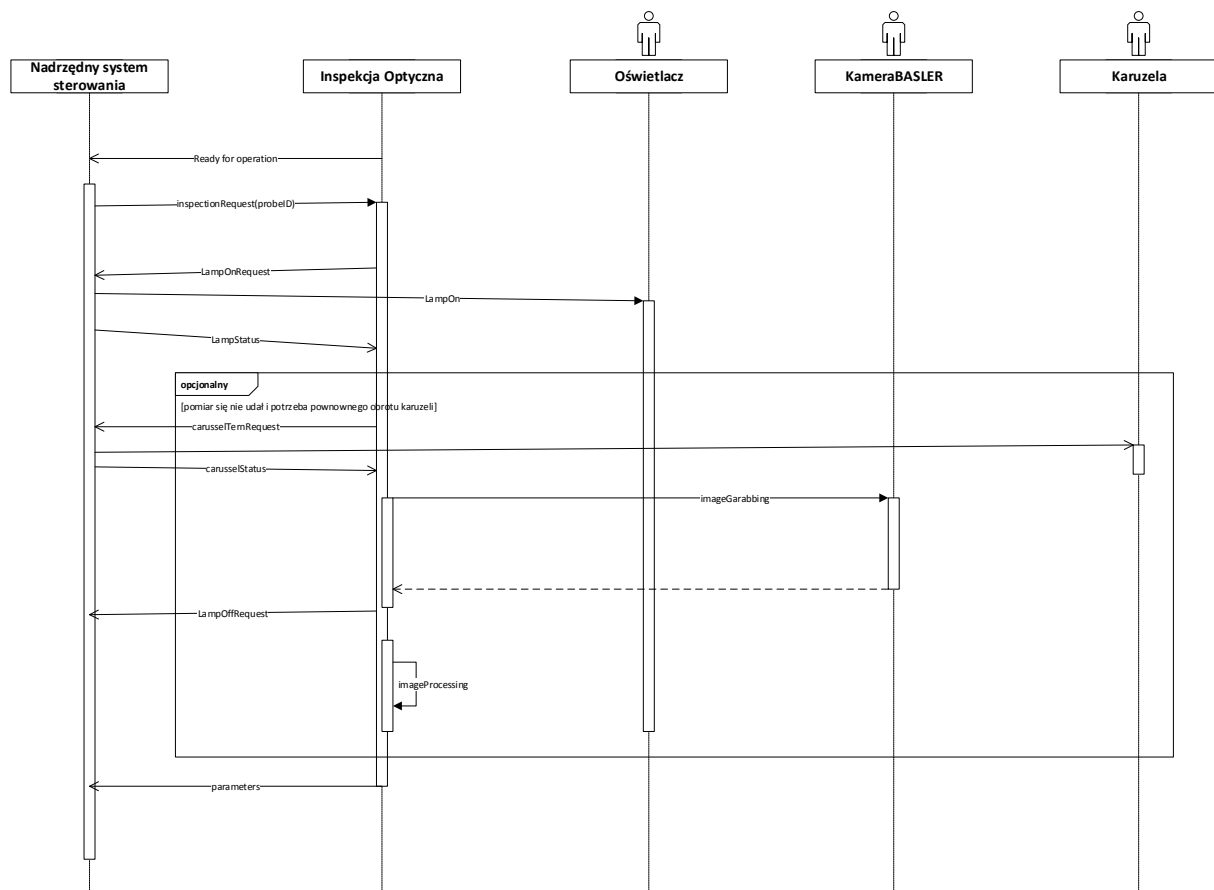 Nadrzędny system
sterowania
Inspekcja Optyczna
Oświetlacz
KameraBASLER
Karuzela
Ready for operation
inspectionRequest(probeID)
LampOnRequest
LampOn
LampStatus
opcjonalny
[pomiar się nie udał i potrzeba pownownego obrotu karuzeli]
carusselTernRequest
carusselStatus
imageGarabbing
LampOffRequest
imageProcessing
parameters